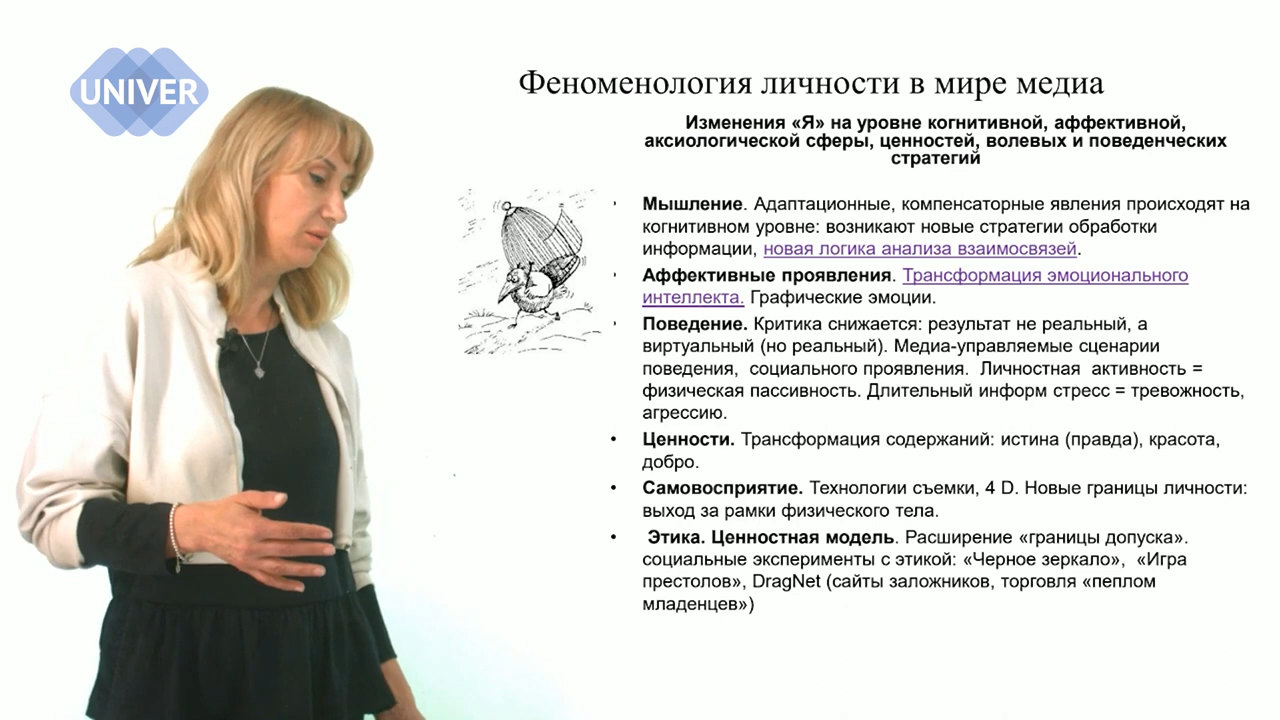 UNIVER
Феноменология личности в мире медиа
Изменения «Я» на уровне когнитивной, аффективной,
аксиологической сферы, ценностей, волевых и поведенческих
стратегий
Мышление. Адаптационные, компенсаторные явления происходят на
когнитивном уровне: возникают новые стратегии обработки
информации, новая логика анализа взаимосвязей.
Аффективные проявления. Трансформация эмоционального
интеллекта. Графические эмоции.
Поведение. Критика снижается: результат не реальный, а
виртуальный (но реальный). Медиа-управляемые сценарии
поведения, социального проявления. Личностная активность =
физическая пассивность. Длительный информ стресс = тревожность,
агрессию.
• Ценности. Трансформация содержаний: истина (правда), красота,
добро.
• Самовосприятие. Технологии съемки, 4 D. Новые границы личности:
выход за рамки физического тела.
• Этика. Ценностная модель. Расширение «границы допуска».
социальные эксперименты с этикой: «Черное зеркало», «Игра
престолов», DragNet (сайты заложников, торговля «пеплом
младенцев»)